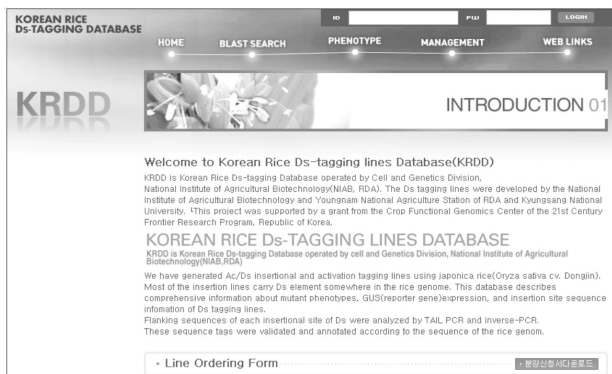 KOREAN RICE
Ds-TAGGING DATABASE
ID
PW
LOGIN
HOME
BLAST SEARCH
PHENOTYPE
MANAGEMENT
WEB LINKS
KRDD
INTRODUCTION 01
Welcome to Korean Rice Ds-tagging lines Database(KRDD)
KRDD is Korean Rice Ds-tagging Database operated by Cell and Genetics Division,
National Institute of Agricultural Biotechnology(NIAB, RDA). The Ds tagging lines were developed by the National
Institute of Agricultural Biotechnology and Youngnam National Agriculture Station of RDA and Kyungsang National
University. This project was supported by a grant from the Crop Functional Genomics Center of the 21st Century
Frontier Research Program, Republic of Korea.
KOREAN RICE Ds-TAGGING LINES DATABASE
KRDD is Korean Rice Ds-Tagging Database operated by cell and Genetics Division, National Institute of Agricultural
Biotechnology(NIAB,RDA)
We have generated Ac/Ds insertional and activation tagging lines using japonica rice(Oryza sativa cv. Dongjin).
Most of the insertion lines carry Ds element somewhere in the rice genome. This database describes
comprehensive information about mutant phenotypes, GUS(reporter gene)expression, and insertion site sequence
infomation of Ds tagging lines.
Flanking sequences of each insertional site of Ds were analyzed by TAIL PCR and inverse-PCR.
These sequence tags were validated and annotated according to the sequence of the rice genom.
• Line Ordering Form
• 분양신청서다운로드